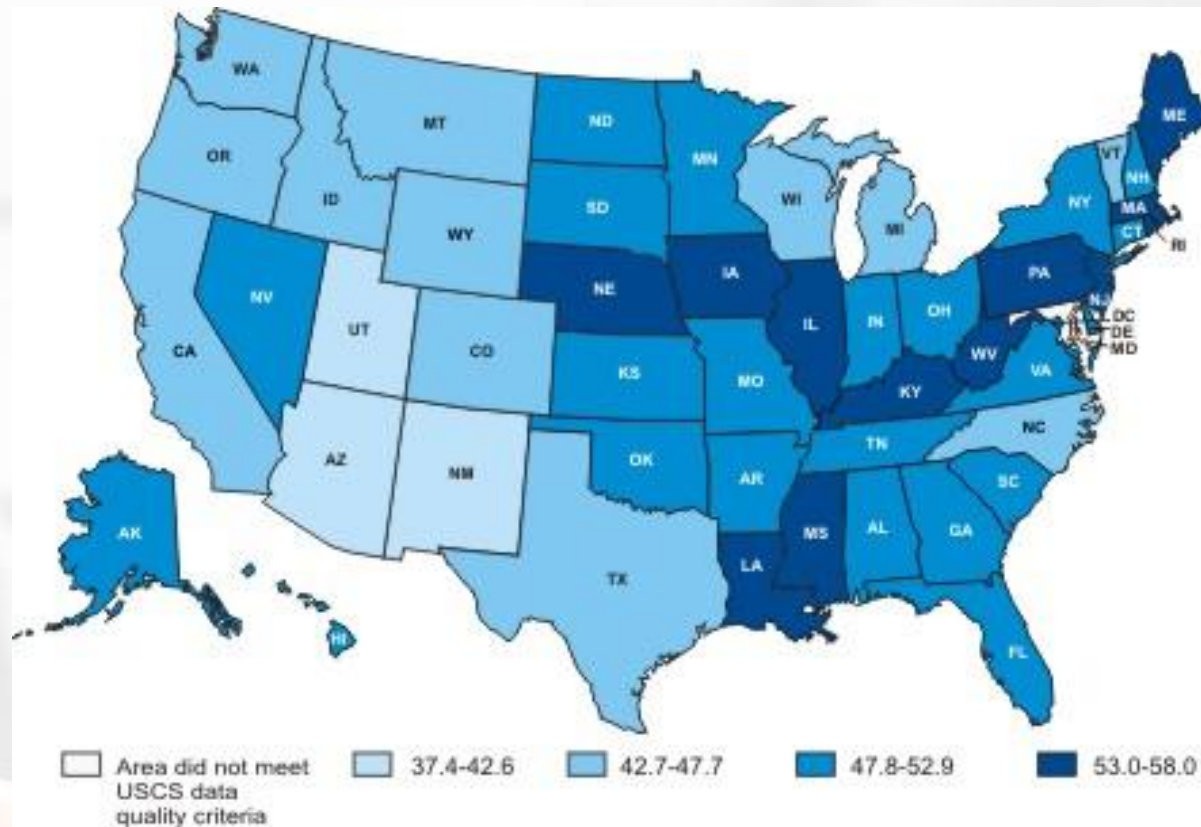 WA
MT
ND
MN
ME
OR
ID
WY
SD
WI
MI
VT
NH
NY
MA
CT
RI
NV
UT
CO
NE
IA
IL
IN
OH
PA
NJ
DC
DE
MD
WV
VA
CA
KS
MO
KY
AZ
NM
OK
AR
TN
NC
SC
TX
LA
MS
AL
GA
FL
AK
HI
Area did not meet
USCS data
quality criteria
37.4-42.6
42.7-47.7
47.8-52.9
53.0-58.0